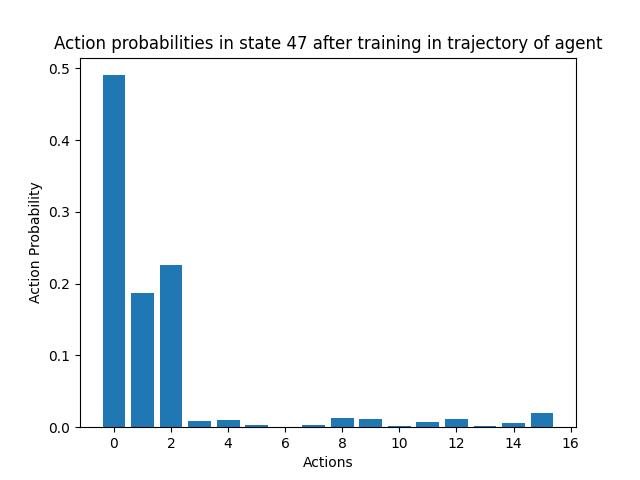 Action probabilities in state 47 after training in trajectory of agent
0.5
0.4
0.3
0.2
0.1
0.0
Action Probability
0 2 4 6 8 10 12 14 16
Actions